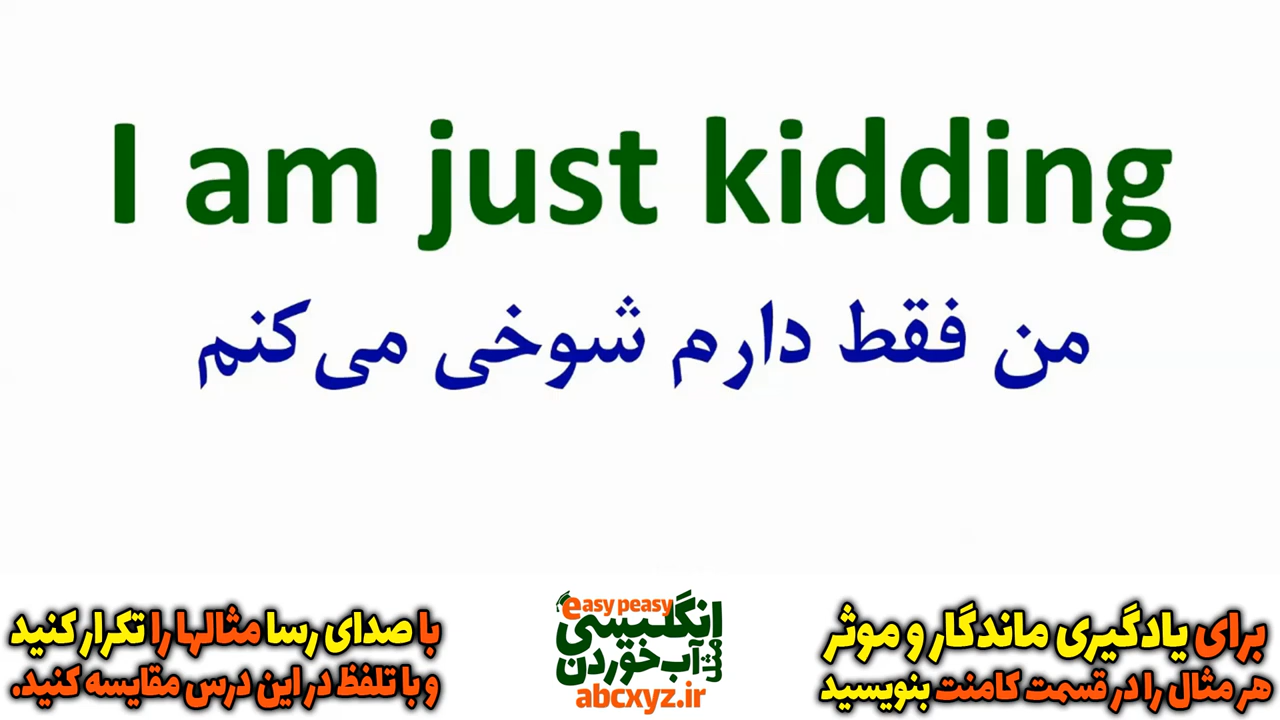 I am just kidding
من فقط دارم شوخی می‌کنم
برای یادگیری ماندگار و موثر
هر مثال را در قسمت کامنت بنویسید
easy peasy
انگلیسی
مثل آب خوردن
abcxyz.ir
با صدای رسا مثالها را تکرار کنید
و با تلفظ در این درس مقایسه کنید.